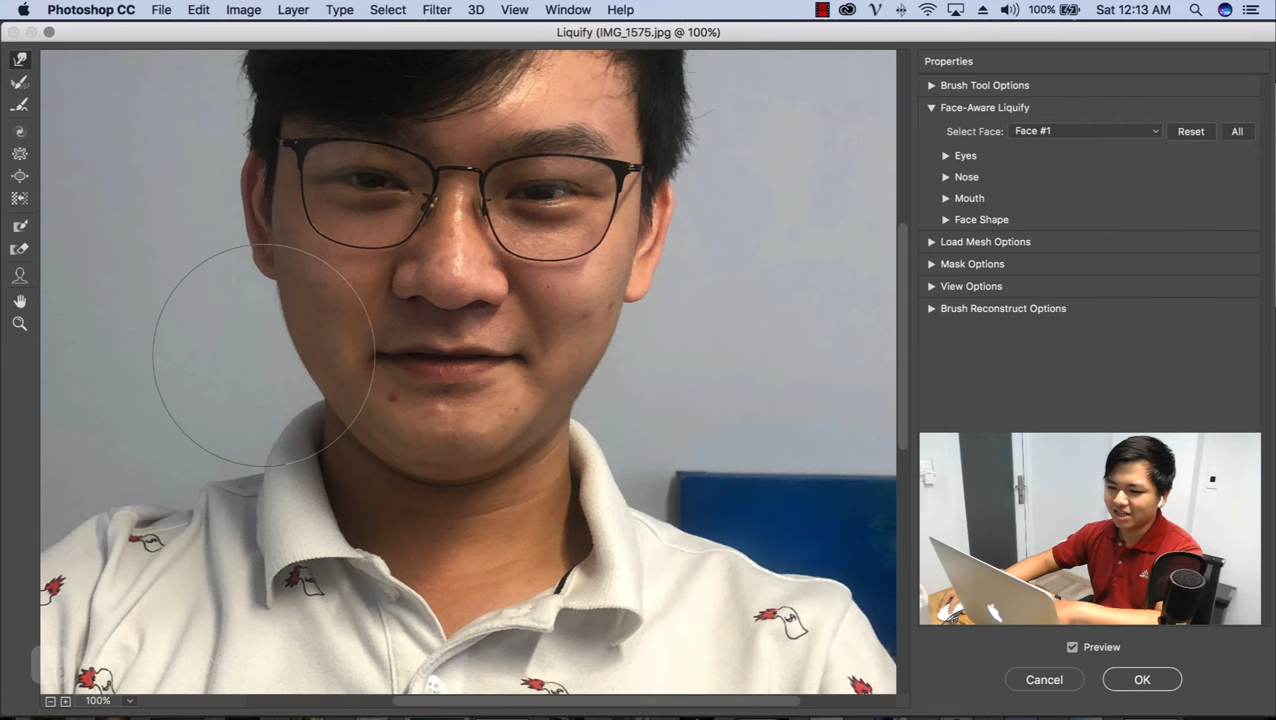 Photoshop CC File Edit Image Layer Type Select Filter 3D View Window Help 100% Sat 12:13 AM
Liquify (IMG_1575.jpg @ 100%)
Properties
Brush Tool Options
Face-Aware Liquify
Select Face: Face #1 Reset All
Eyes
Nose
Mouth
Face Shape
Load Mesh Options
Mask Options
View Options
Brush Reconstruct Options
Preview
Cancel OK
100%